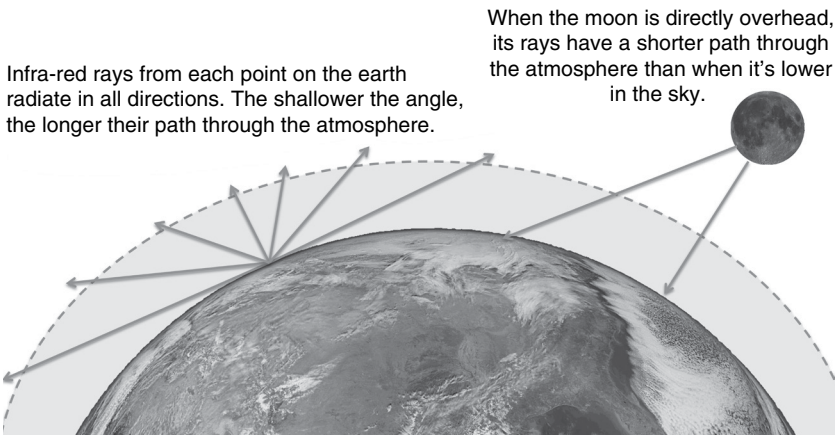 When the moon is directly overhead,
its rays have a shorter path through
the atmosphere than when it's lower
in the sky.
Infra-red rays from each point on the earth
radiate in all directions. The shallower the angle,
the longer their path through the atmosphere.